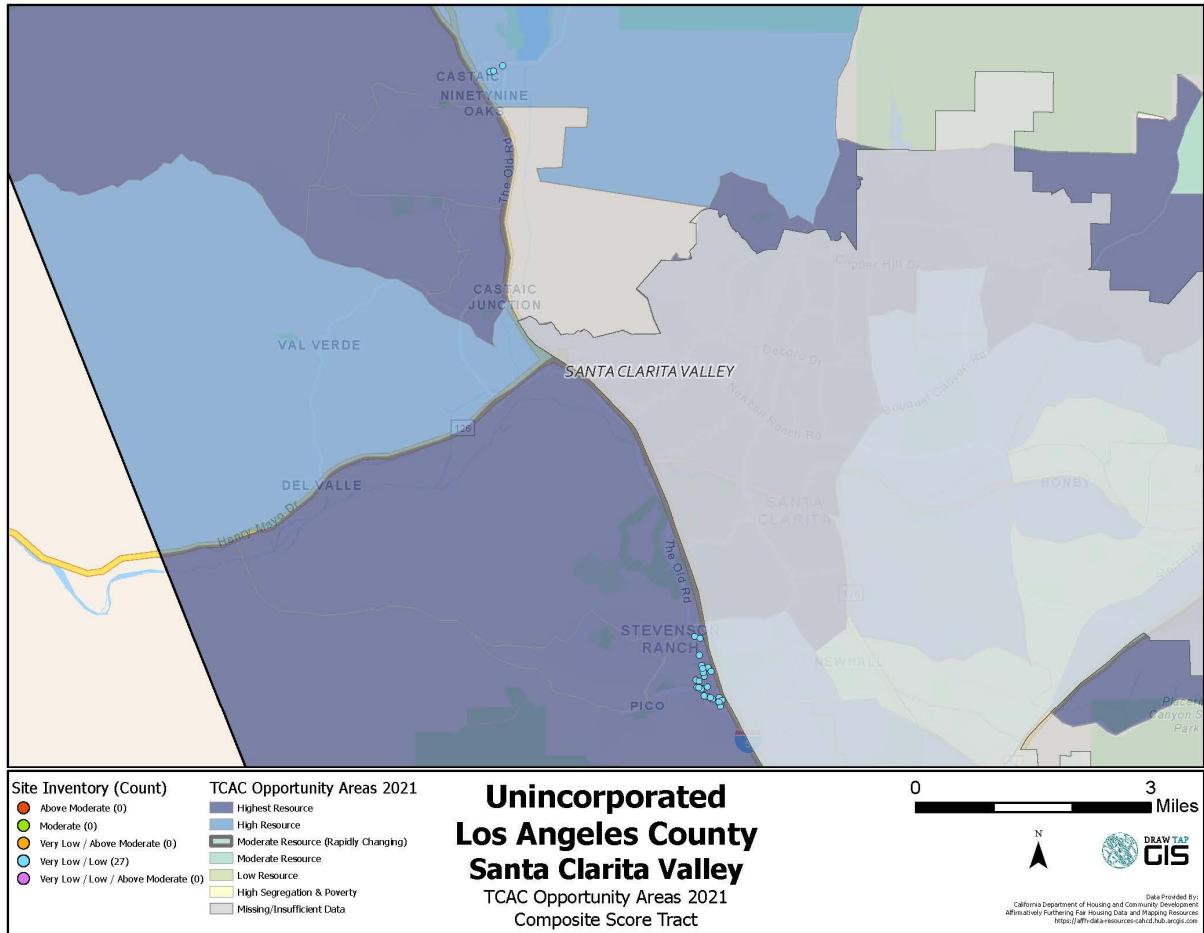 CASTAIC
NINETYNINE
OAKS
The Old Rd
CASTAIC
JUNCTION
Copper Hill Dr
VAL VERDE
SANTA CLARITA VALLEY
Decoro Dr
Newhall Ranch Rd
Bouquet Canyon Rd
126
DEL VALLE
Henry Mayo Dr
SANTA
CLARITA
HONBY
The Old Rd
126
STEVENSON
RANCH
NEWHALL
PICO
5
Placerita
Canyon S
Park
Site Inventory (Count)
Above Moderate (0)
Moderate (0)
Very Low / Above Moderate (0)
Very Low / Low (27)
Very Low / Low / Above Moderate (0)
TCAC Opportunity Areas 2021
Highest Resource
High Resource
Moderate Resource (Rapidly Changing)
Moderate Resource
Low Resource
High Segregation & Poverty
Missing/Insufficient Data
Unincorporated
Los Angeles County
Santa Clarita Valley
TCAC Opportunity Areas 2021
Composite Score Tract
0 3
Miles
N
DRAW TAP
GIS
Data Provided By:
California Department of Housing and Community Development
Affirmatively Furthering Fair Housing Data and Mapping Resources
https://affh-data-resources-cahcd.hub.arcgis.com